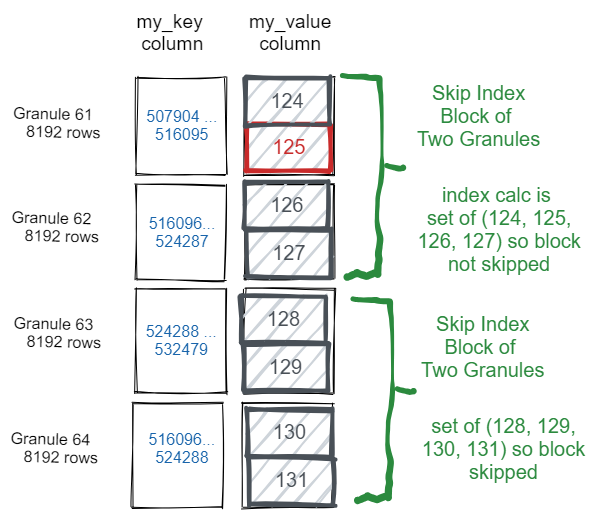 my_key
column
my_value
column
Granule 61
8192 rows
507904 ...
516095
124
125
Skip Index
Block of
Two Granules
Granule 62
8192 rows
516096...
524287
126
127
index calc is
set of (124, 125,
126, 127) so block
not skipped
Granule 63
8192 rows
524288 ...
532479
128
129
Skip Index
Block of
Two Granules
Granule 64
8192 rows
516096...
524288
130
131
set of (128, 129,
130, 131) so block
skipped